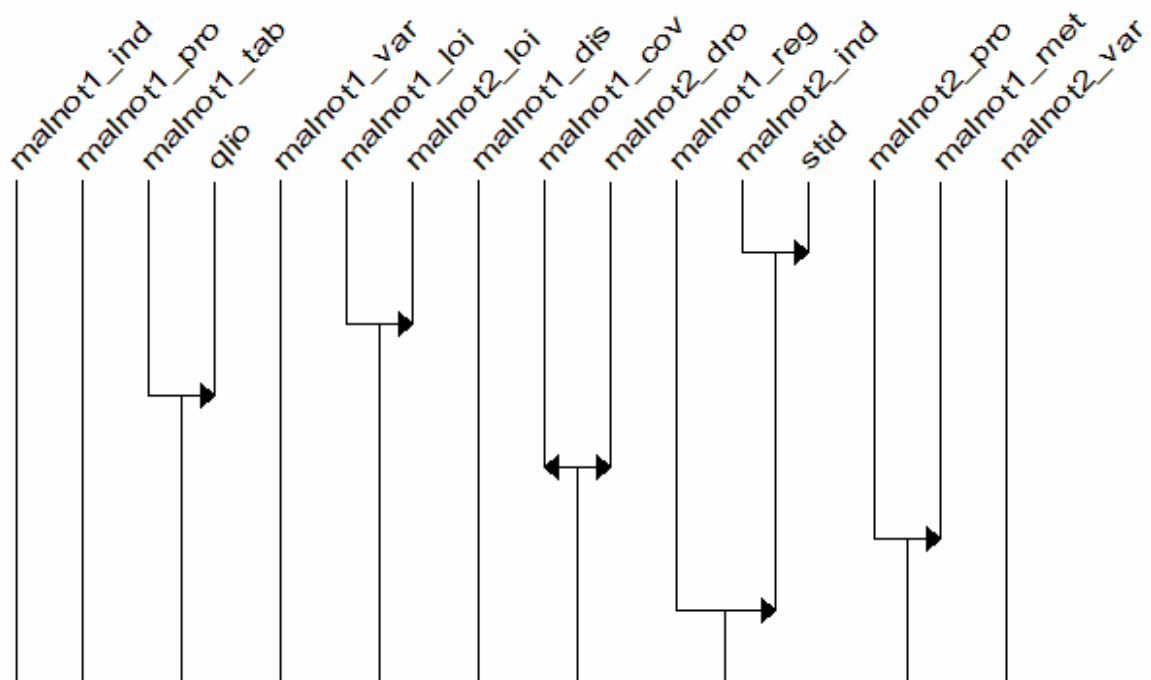 malnot1_ind
malnot1_pro
malnot1_tab
qlio
malnot1_var
malnot1_loi
malnot2_loi
malnot1_dis
malnot1_cov
malnot2_dro
malnot1_reg
malnot2_ind
stid
malnot2_pro
malnot1_met
malnot2_var